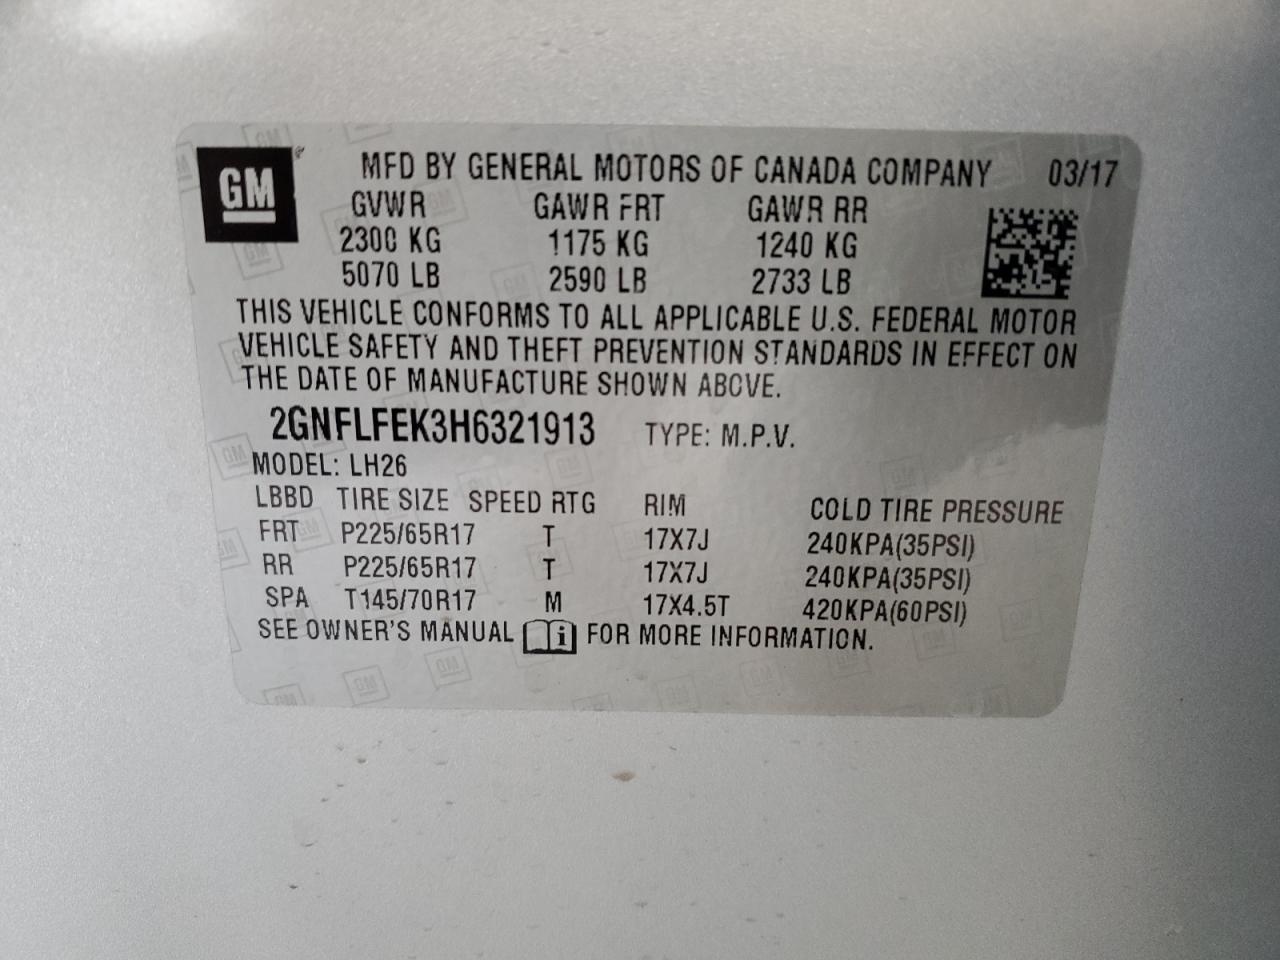 GM MFD BY GENERAL MOTORS OF CANADA COMPANY 03/17
GVWR GAWR FRT GAWR RR
2300 KG 1175 KG 1240 KG
5070 LB 2590 LB 2733 LB
THIS VEHICLE CONFORMS TO ALL APPLICABLE U.S. FEDERAL MOTOR
VEHICLE SAFETY AND THEFT PREVENTION STANDARDS IN EFFECT ON
THE DATE OF MANUFACTURE SHOWN ABOVE.
2GNFLFEK3H6321913 TYPE: M.P.V.
MODEL: LH26
LBBD TIRE SIZE SPEED RTG RIM COLD TIRE PRESSURE
FRT P225/65R17 T 17X7J 240KPA(35PSI)
RR P225/65R17 T 17X7J 240KPA(35PSI)
SPA T145/70R17 M 17X4.5T 420KPA(60PSI)
SEE OWNER'S MANUAL i FOR MORE INFORMATION.